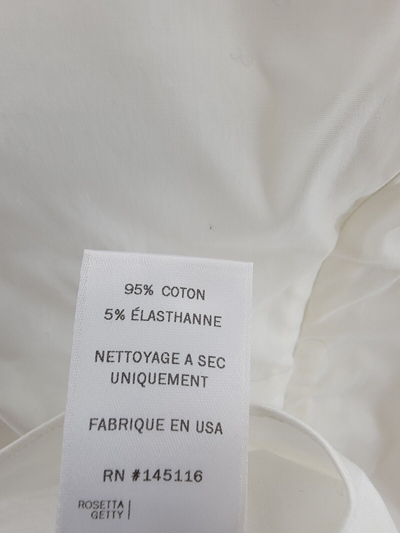 95% COTON
5% ÉLASTHANNE
NETTOYAGE A SEC
UNIQUEMENT
FABRIQUE EN USA
RN #145116
ROSETTA
GETTY